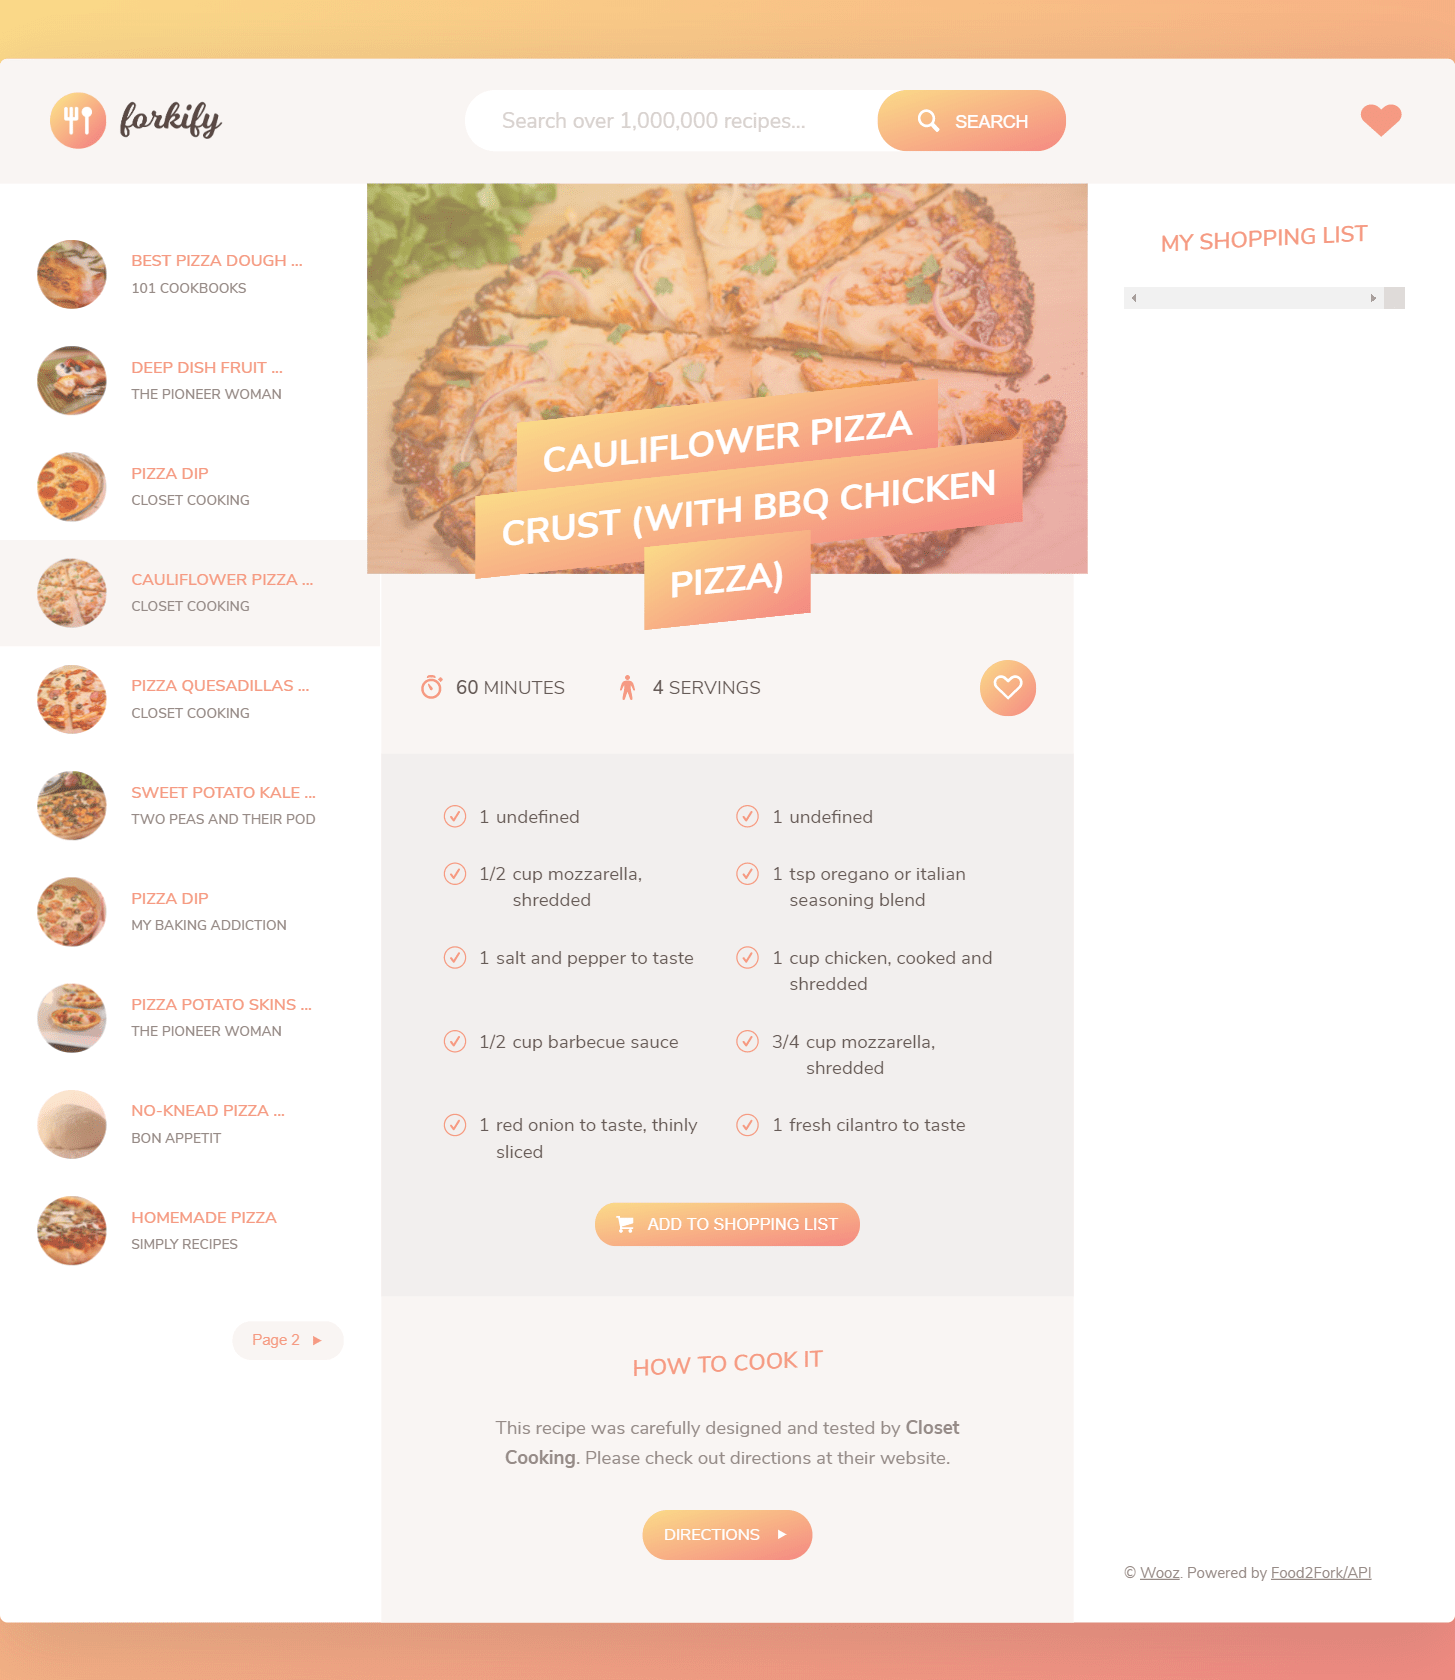 forkify
Search over 1,000,000 recipes...
SEARCH
BEST PIZZA DOUGH ...
101 COOKBOOKS
DEEP DISH FRUIT ...
THE PIONEER WOMAN
PIZZA DIP
CLOSET COOKING
CAULIFLOWER PIZZA ...
CLOSET COOKING
PIZZA QUESADILLAS ...
CLOSET COOKING
SWEET POTATO KALE ...
TWO PEAS AND THEIR POD
PIZZA DIP
MY BAKING ADDICTION
PIZZA POTATO SKINS ...
THE PIONEER WOMAN
NO-KNEAD PIZZA ...
BON APPETIT
HOMEMADE PIZZA
SIMPLY RECIPES
Page 2
CAULIFLOWER PIZZA
CRUST (WITH BBQ CHICKEN
PIZZA)
60 MINUTES
4 SERVINGS
1 undefined
1 undefined
1/2 cup mozzarella,
shredded
1 tsp oregano or italian
seasoning blend
1 salt and pepper to taste
1 cup chicken, cooked and
shredded
1/2 cup barbecue sauce
3/4 cup mozzarella,
shredded
1 red onion to taste, thinly
sliced
1 fresh cilantro to taste
ADD TO SHOPPING LIST
HOW TO COOK IT
This recipe was carefully designed and tested by Closet
Cooking. Please check out directions at their website.
DIRECTIONS
MY SHOPPING LIST
© Wooz. Powered by Food2Fork/API